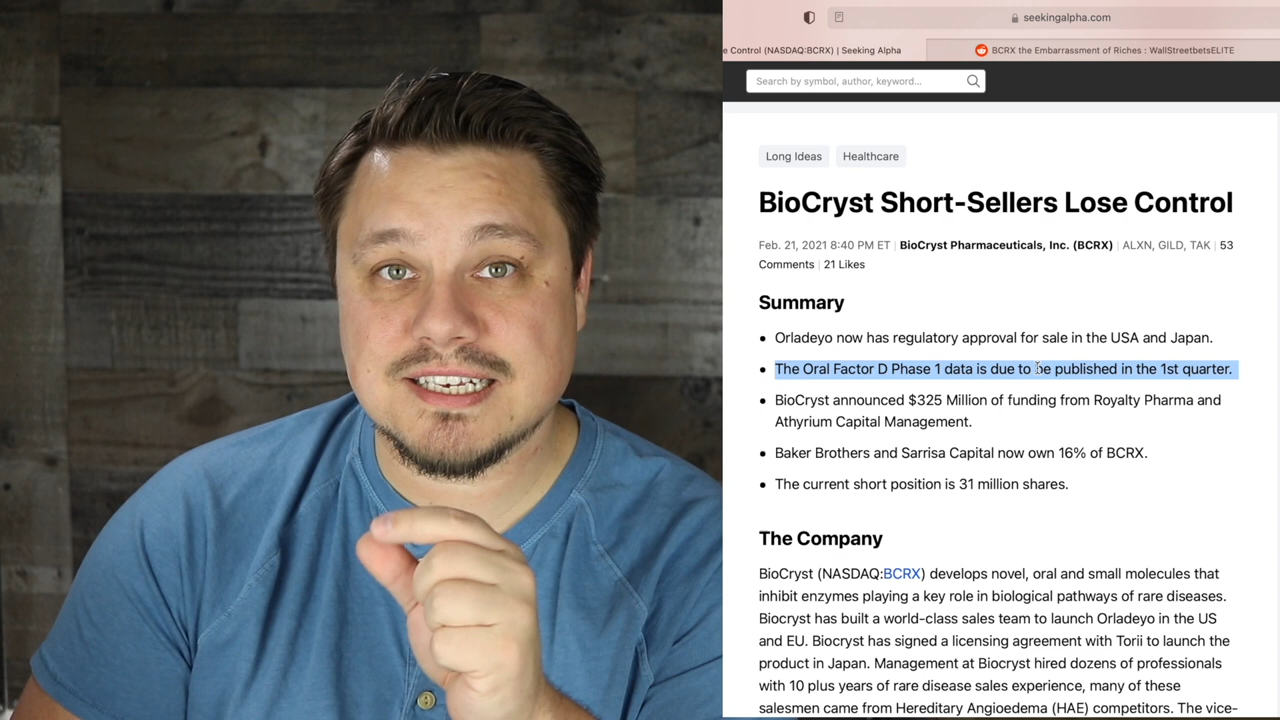 seekingalpha.com
e Control (NASDAQ:BCRX) | Seeking Alpha
BCRX the Embarrassment of Riches : WallStreetbetsELITE
Search by symbol, author, keyword...
Long Ideas
Healthcare
BioCryst Short-Sellers Lose Control
Feb. 21, 2021 8:40 PM ET | BioCryst Pharmaceuticals, Inc. (BCRX) | ALXN, GILD, TAK | 53
Comments | 21 Likes
Summary
• Orladeyo now has regulatory approval for sale in the USA and Japan.
• The Oral Factor D Phase 1 data is due to be published in the 1st quarter.
• BioCryst announced $325 Million of funding from Royalty Pharma and
Athyrium Capital Management.
• Baker Brothers and Sarrisa Capital now own 16% of BCRX.
• The current short position is 31 million shares.
The Company
BioCryst (NASDAQ:BCRX) develops novel, oral and small molecules that
inhibit enzymes playing a key role in biological pathways of rare diseases.
Biocryst has built a world-class sales team to launch Orladeyo in the US
and EU. Biocryst has signed a licensing agreement with Torii to launch the
product in Japan. Management at Biocryst hired dozens of professionals
with 10 plus years of rare disease sales experience, many of these
salesmen came from Hereditary Angioedema (HAE) competitors. The vice-